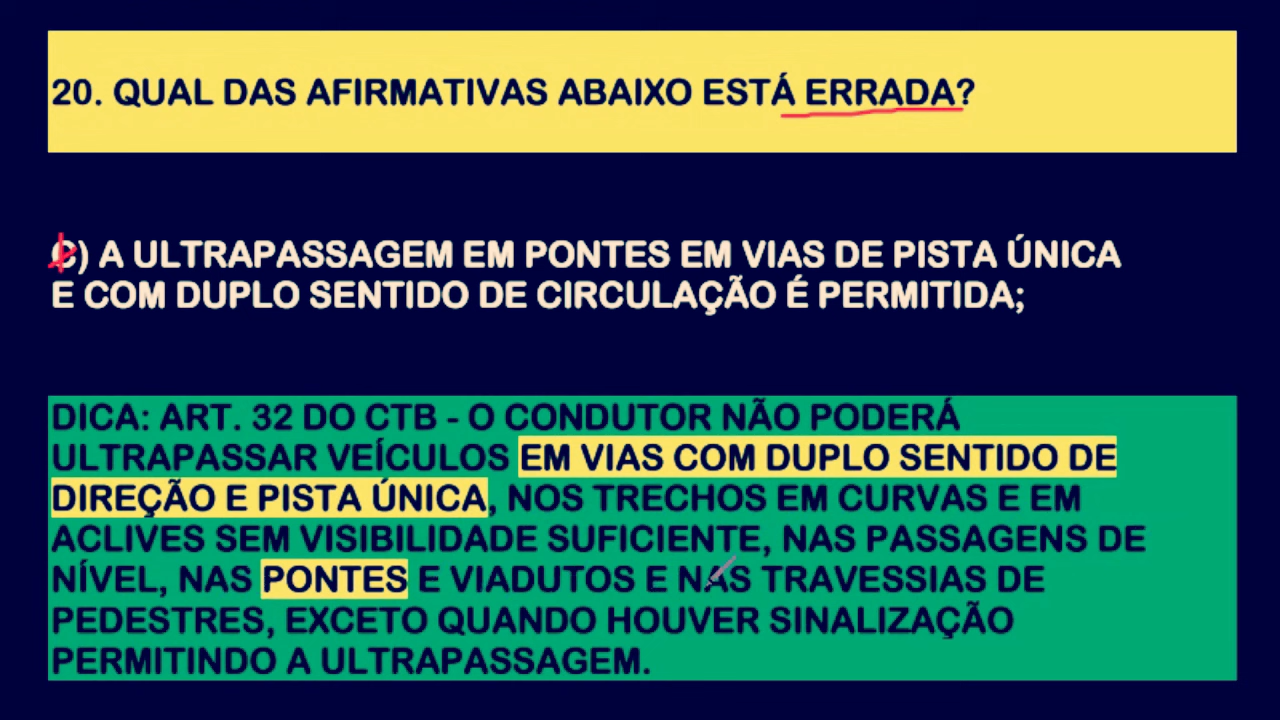 20. QUAL DAS AFIRMATIVAS ABAIXO ESTÁ ERRADA?
C) A ULTRAPASSAGEM EM PONTES EM VIAS DE PISTA ÚNICA
E COM DUPLO SENTIDO DE CIRCULAÇÃO É PERMITIDA;
DICA: ART. 32 DO CTB - O CONDUTOR NÃO PODERÁ
ULTRAPASSAR VEÍCULOS EM VIAS COM DUPLO SENTIDO DE
DIREÇÃO E PISTA ÚNICA, NOS TRECHOS EM CURVAS E EM
ACLIVES SEM VISIBILIDADE SUFICIENTE, NAS PASSAGENS DE
NÍVEL, NAS PONTES E VIADUTOS E NAS TRAVESSIAS DE
PEDESTRES, EXCETO QUANDO HOUVER SINALIZAÇÃO
PERMITINDO A ULTRAPASSAGEM.